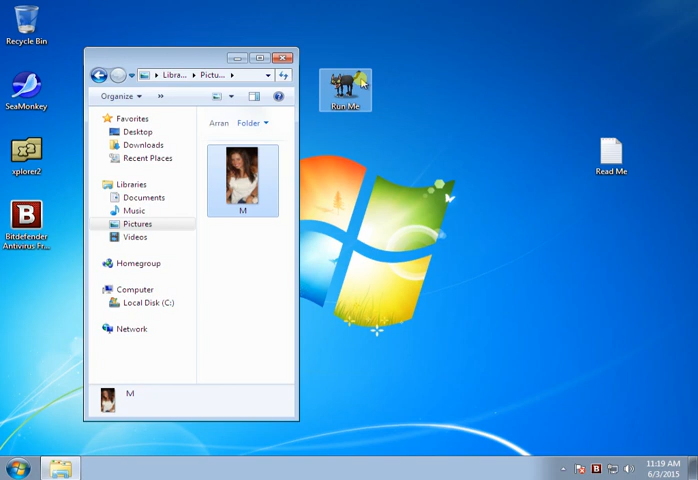 Recycle Bin
SeaMonkey
xplorer2
Bitdefender
Antivirus Fr...
Libra...
Pictu...
Organize
»
Favorites
Desktop
Downloads
Recent Places
Libraries
Documents
Music
Pictures
Videos
Homegroup
Computer
Local Disk (C:)
Network
Arran
Folder
M
M
Run Me
Read Me
11:19 AM
6/3/2015